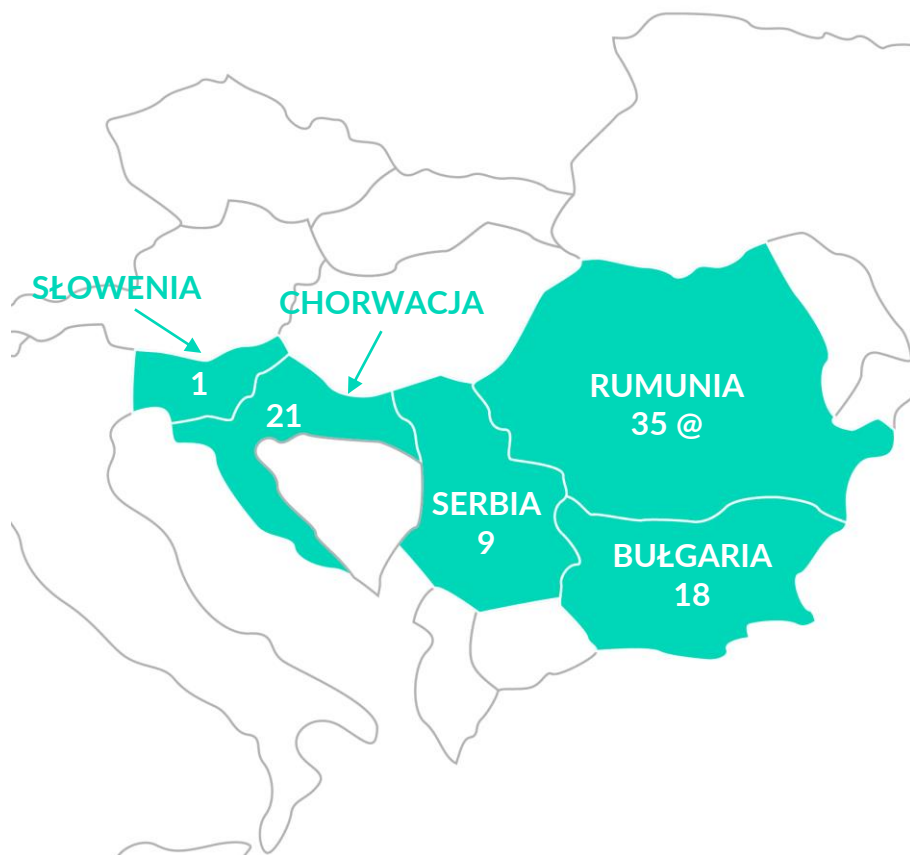 SŁOWENIA
1
CHORWACJA
21
RUMUNIA
35 @
SERBIA
9
BUŁGARIA
18